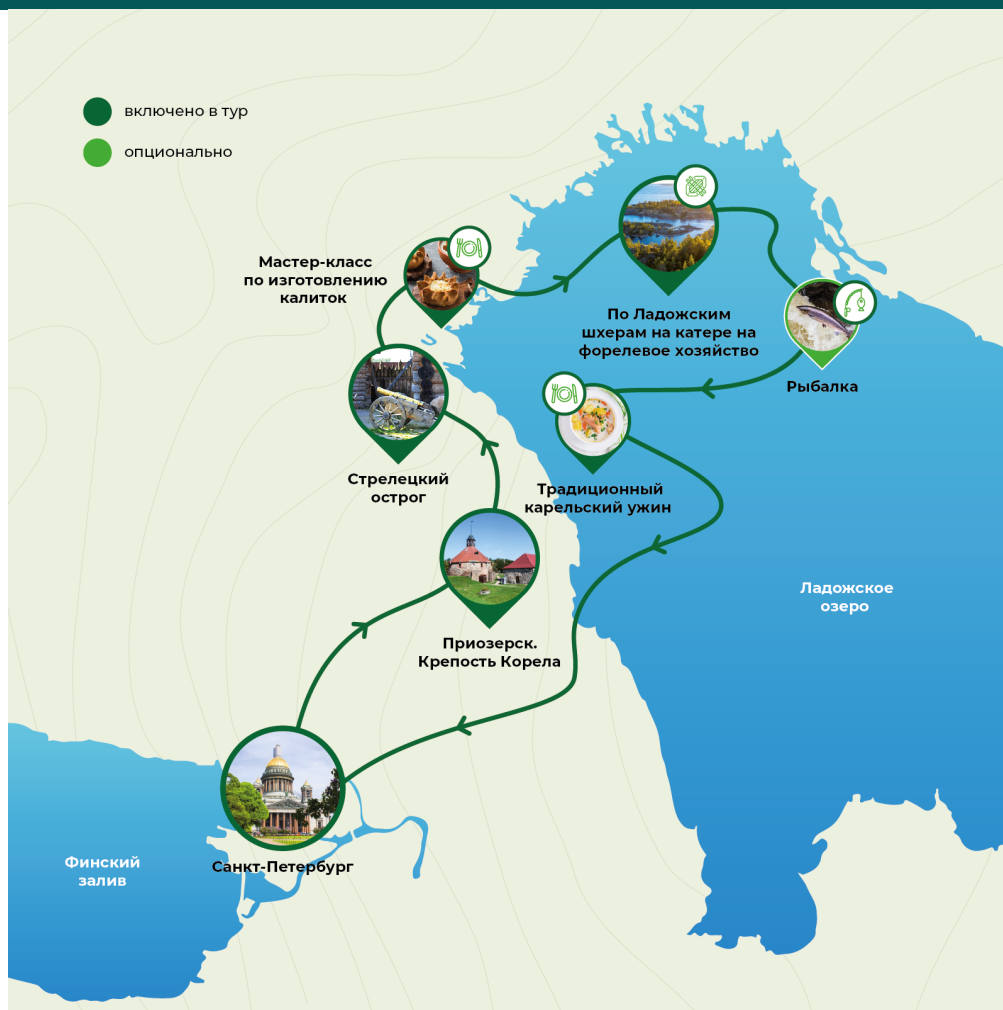 включено в тур
опционально
Мастер-класс
по изготовлению
калиток
По Ладожским
шхерам на катере на
форелевое хозяйство
Рыбалка
Стрелецкий
острог
Традиционный
карельский ужин
Ладожское
озеро
Приозерск.
Крепость Корела
Финский
залив
Санкт-Петербург